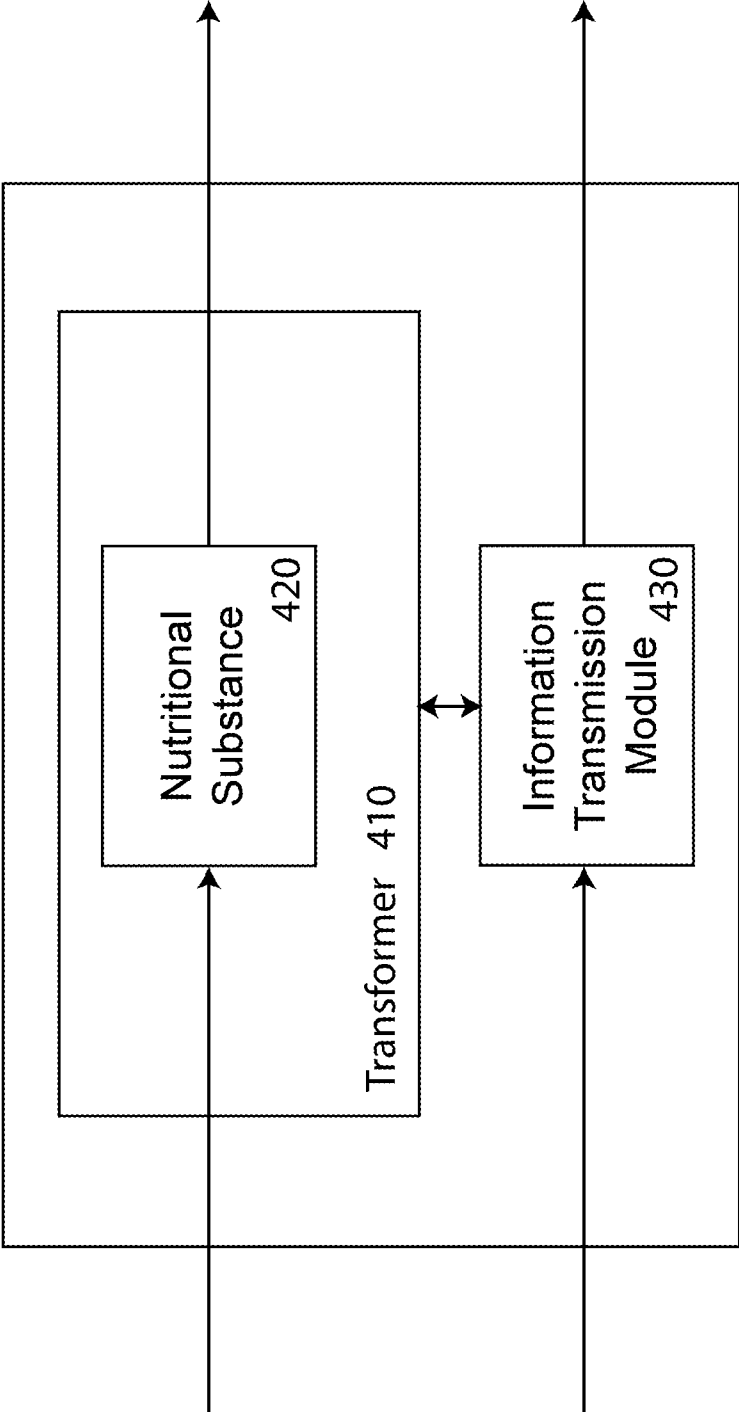 Nutritional
Substance
420
Transformer 410
Information
Transmission
Module 430